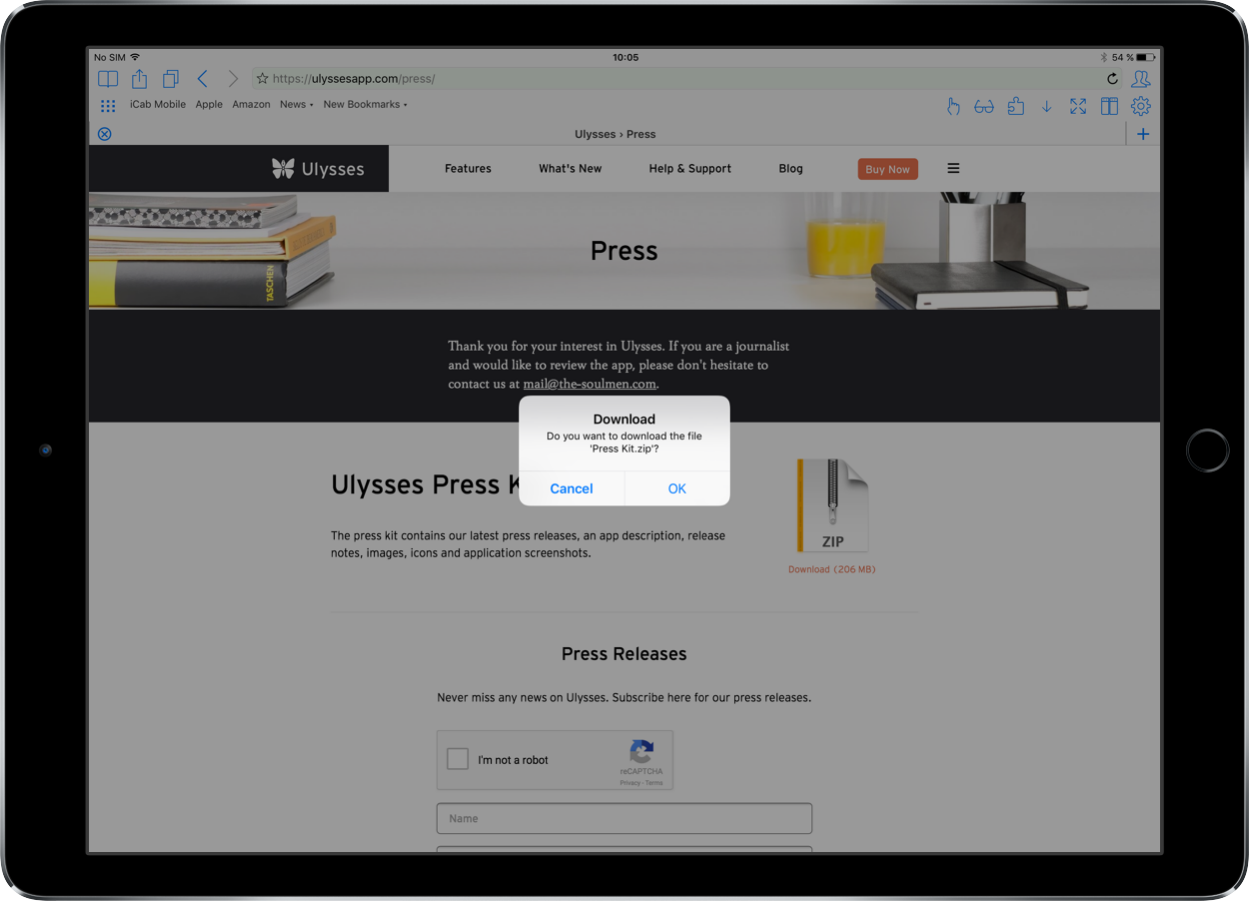 No SIM 10:05 54 %
https://ulyssesapp.com/press/
iCab Mobile Apple Amazon News New Bookmarks
Ulysses › Press
Ulysses Features What's New Help & Support Blog Buy Now
Press
TASCHEN
Thank you for your interest in Ulysses. If you are a journalist
and would like to review the app, please don't hesitate to
contact us at mail@the-soulmen.com.
Download
Do you want to download the file
'Press Kit.zip'?
Cancel OK
Ulysses Press K
The press kit contains our latest press releases, an app description, release
notes, images, icons and application screenshots.
ZIP
Download (206 MB)
Press Releases
Never miss any news on Ulysses. Subscribe here for our press releases.
I'm not a robot
reCAPTCHA
Privacy - Terms
Name